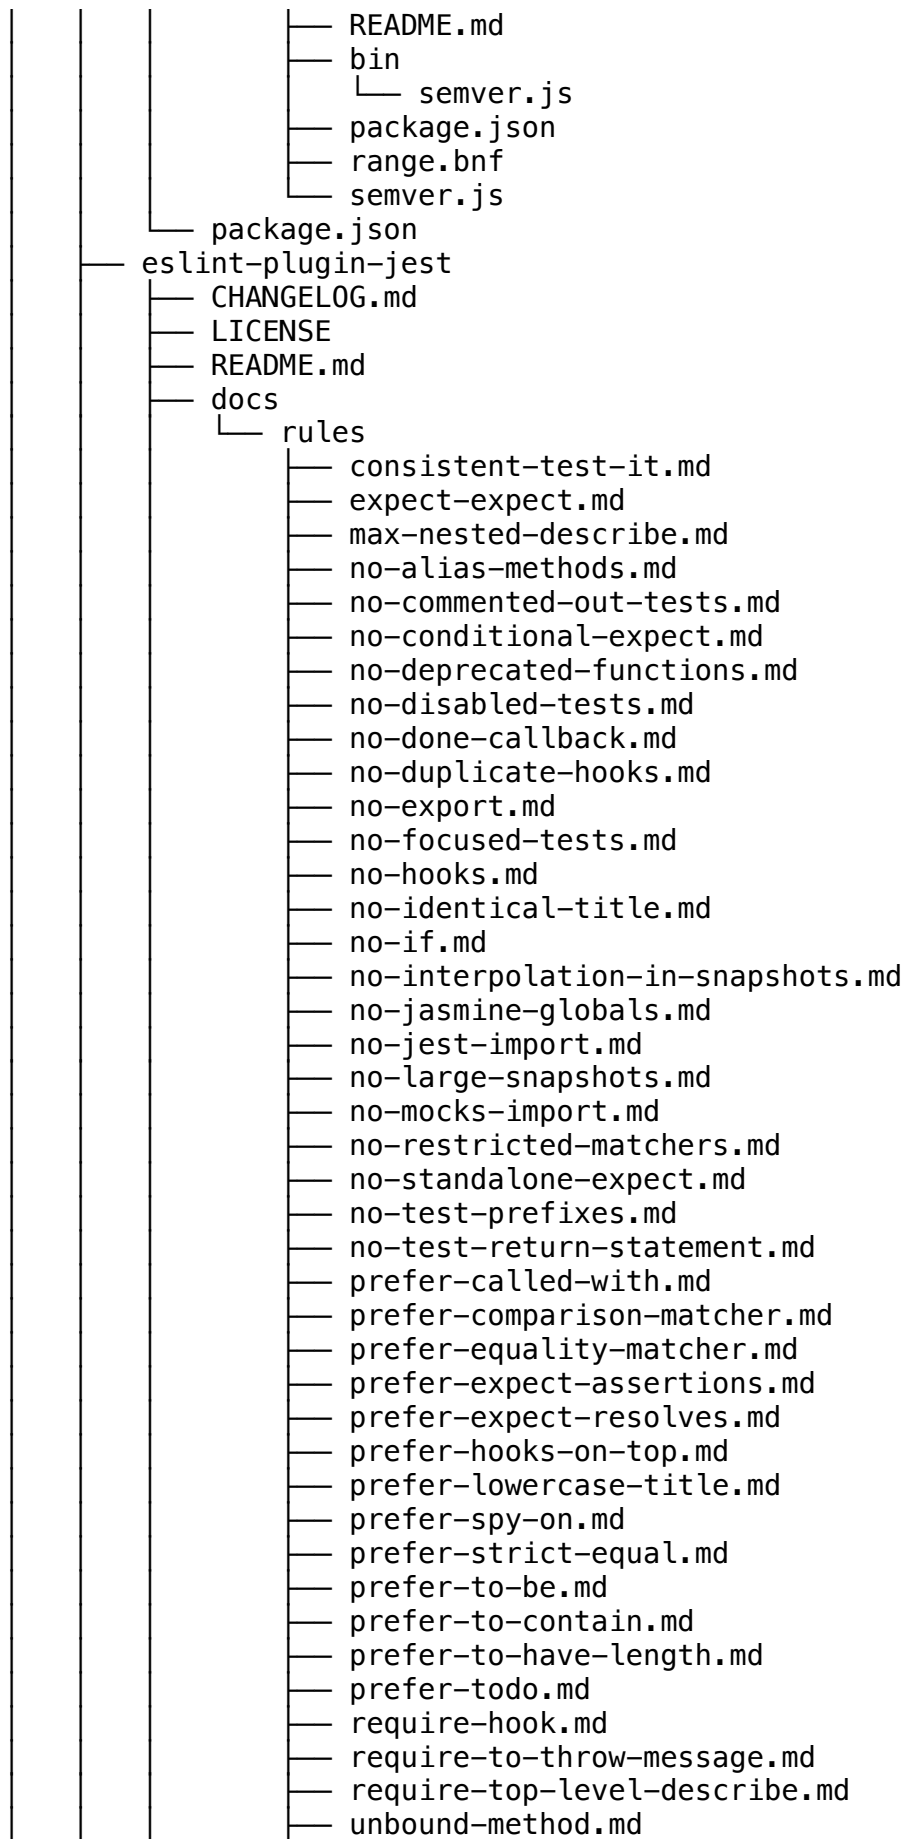 │   │   │       ├── README.md
│   │   │       ├── bin
│   │   │       │   └── semver.js
│   │   │       ├── package.json
│   │   │       ├── range.bnf
│   │   │       └── semver.js
│   │   └── package.json
│   ├── eslint-plugin-jest
│   │   ├── CHANGELOG.md
│   │   ├── LICENSE
│   │   ├── README.md
│   │   ├── docs
│   │   │   └── rules
│   │   │       ├── consistent-test-it.md
│   │   │       ├── expect-expect.md
│   │   │       ├── max-nested-describe.md
│   │   │       ├── no-alias-methods.md
│   │   │       ├── no-commented-out-tests.md
│   │   │       ├── no-conditional-expect.md
│   │   │       ├── no-deprecated-functions.md
│   │   │       ├── no-disabled-tests.md
│   │   │       ├── no-done-callback.md
│   │   │       ├── no-duplicate-hooks.md
│   │   │       ├── no-export.md
│   │   │       ├── no-focused-tests.md
│   │   │       ├── no-hooks.md
│   │   │       ├── no-identical-title.md
│   │   │       ├── no-if.md
│   │   │       ├── no-interpolation-in-snapshots.md
│   │   │       ├── no-jasmine-globals.md
│   │   │       ├── no-jest-import.md
│   │   │       ├── no-large-snapshots.md
│   │   │       ├── no-mocks-import.md
│   │   │       ├── no-restricted-matchers.md
│   │   │       ├── no-standalone-expect.md
│   │   │       ├── no-test-prefixes.md
│   │   │       ├── no-test-return-statement.md
│   │   │       ├── prefer-called-with.md
│   │   │       ├── prefer-comparison-matcher.md
│   │   │       ├── prefer-equality-matcher.md
│   │   │       ├── prefer-expect-assertions.md
│   │   │       ├── prefer-expect-resolves.md
│   │   │       ├── prefer-hooks-on-top.md
│   │   │       ├── prefer-lowercase-title.md
│   │   │       ├── prefer-spy-on.md
│   │   │       ├── prefer-strict-equal.md
│   │   │       ├── prefer-to-be.md
│   │   │       ├── prefer-to-contain.md
│   │   │       ├── prefer-to-have-length.md
│   │   │       ├── prefer-todo.md
│   │   │       ├── require-hook.md
│   │   │       ├── require-to-throw-message.md
│   │   │       ├── require-top-level-describe.md
│   │   │       ├── unbound-method.md